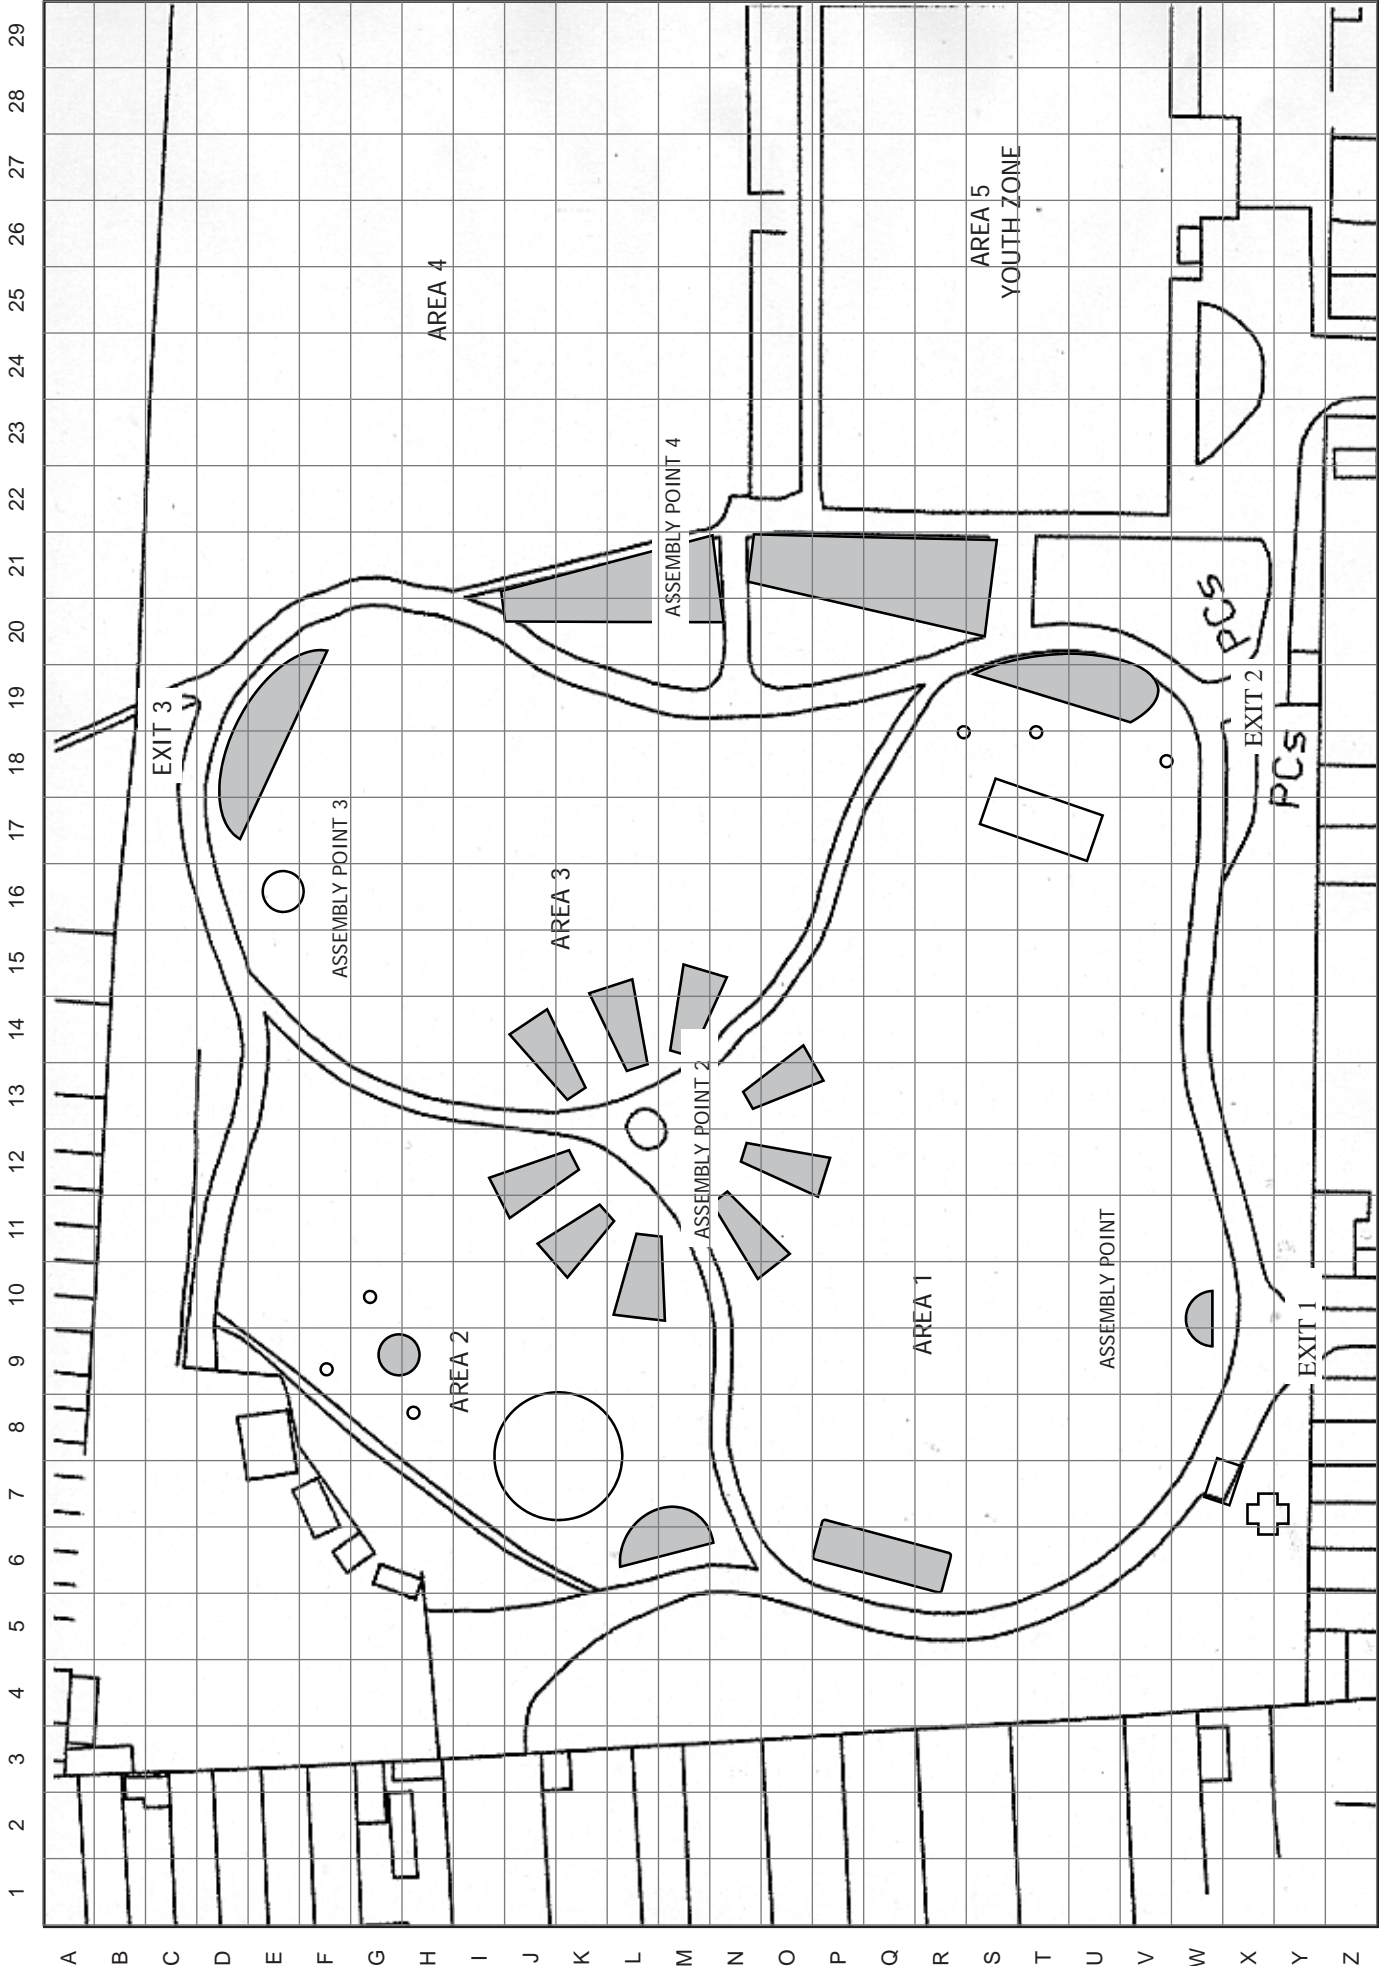 29
28
27
26
25
24
23
22
21
20
19
18
17
16
15
14
13
12
11
10
9
8
7
6
5
4
3
2
1
A
B
C
D
E
F
G
H
I
J
K
L
M
N
O
P
Q
R
S
T
U
V
W
X
Y
Z
EXIT 3
ASSEMBLY POINT 3
AREA 4
AREA 2
AREA 3
ASSEMBLY POINT 4
ASSEMBLY POINT 2
AREA 1
AREA 5
YOUTH ZONE
ASSEMBLY POINT
PCS
EXIT 2
PCs
EXIT 1